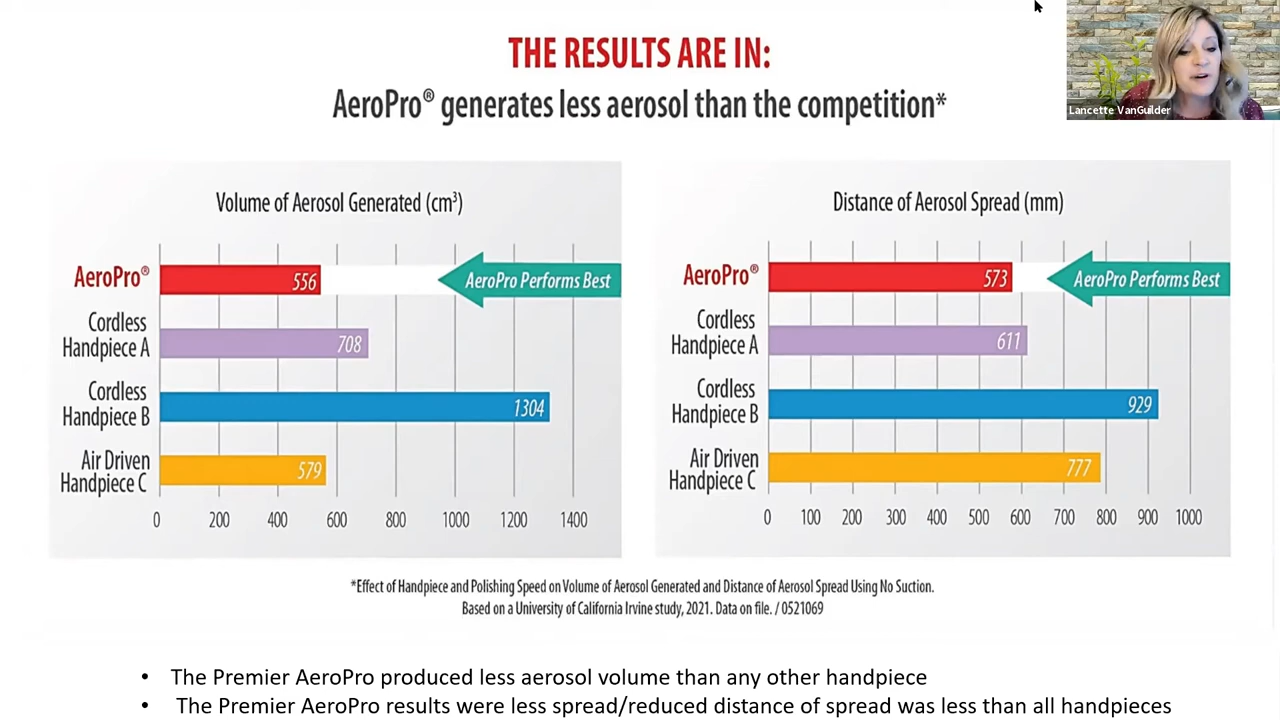 THE RESULTS ARE IN:
AeroPro® generates less aerosol than the competition*
Lancette VanGuilder
Volume of Aerosol Generated (cm³)
AeroPro®
556
AeroPro Performs Best
Cordless
Handpiece A
708
Cordless
Handpiece B
1304
Air Driven
Handpiece C
579
0 200 400 600 800 1000 1200 1400
Distance of Aerosol Spread (mm)
AeroPro®
573
AeroPro Performs Best
Cordless
Handpiece A
611
Cordless
Handpiece B
929
Air Driven
Handpiece C
777
0 100 200 300 400 500 600 700 800 900 1000
*Effect of Handpiece and Polishing Speed on Volume of Aerosol Generated and Distance of Aerosol Spread Using No Suction.
Based on a University of California Irvine study, 2021. Data on file. / 0521069
• The Premier AeroPro produced less aerosol volume than any other handpiece
• The Premier AeroPro results were less spread/reduced distance of spread was less than all handpieces